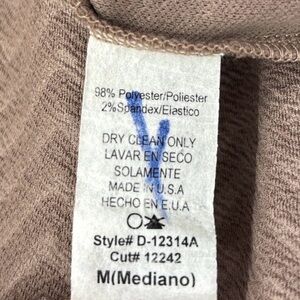 98% Polyester/Poliester
2%Spandex/Elastico
DRY CLEAN ONLY
LAVAR EN SECO
SOLAMENTE
MADE IN U.S.A
HECHO EN E.U.A
Style# D-12314A
Cut# 12242
M(Mediano)